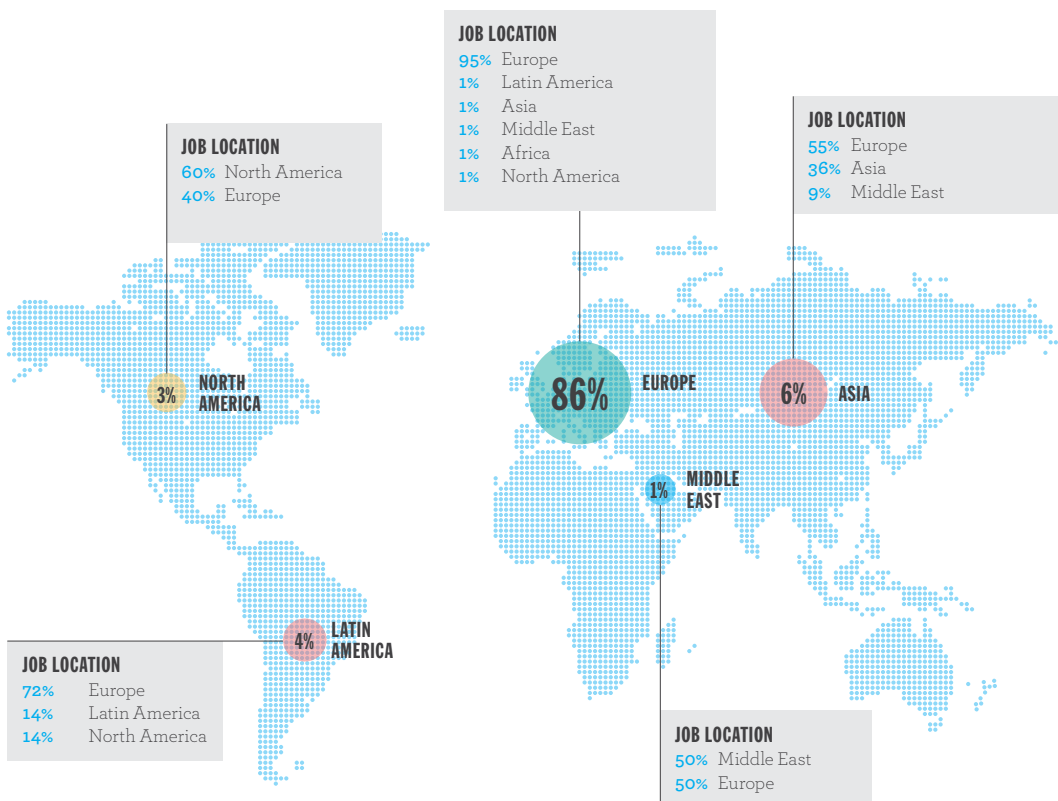 JOB LOCATION
95% Europe
1% Latin America
1% Asia
1% Middle East
1% Africa
1% North America
JOB LOCATION
55% Europe
36% Asia
9% Middle East
JOB LOCATION
60% North America
40% Europe
3%
NORTH
AMERICA
86%
EUROPE
6%
ASIA
1%
MIDDLE
EAST
4%
LATIN
AMERICA
JOB LOCATION
72% Europe
14% Latin America
14% North America
JOB LOCATION
50% Middle East
50% Europe